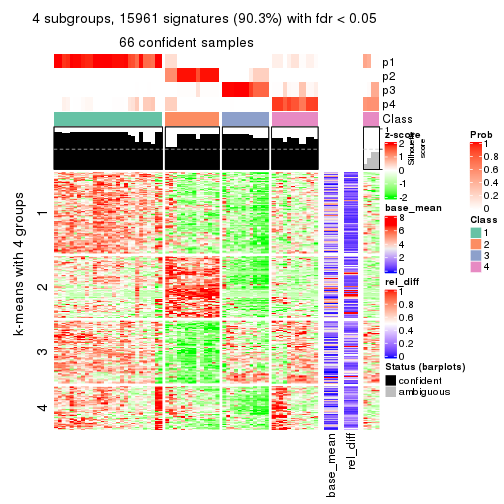 4 subgroups, 15961 signatures (90.3%) with fdr < 0.05
66 confident samples
p1
p2
p3
p4
Class
1
Silhouette
score
k-means with 4 groups
1
2
3
4
base_mean
rel_diff
z-score
2
1
0
-1
-2
base_mean
8
6
4
2
0
rel_diff
1
0.8
0.6
0.4
0.2
0
Status (barplots)
confident
ambiguous
Prob
1
0.8
0.6
0.4
0.2
0
Class
1
2
3
4